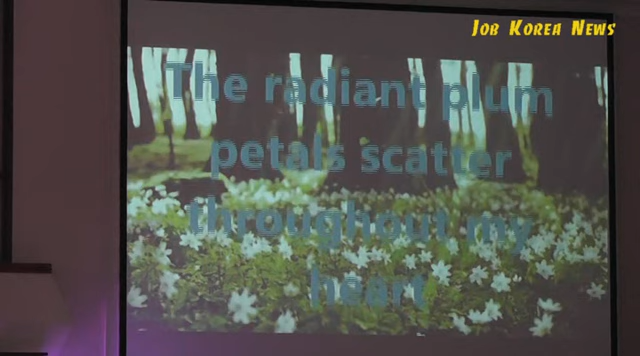 Job Korea News
The radiant plum
petals scatter
throughout my
heart